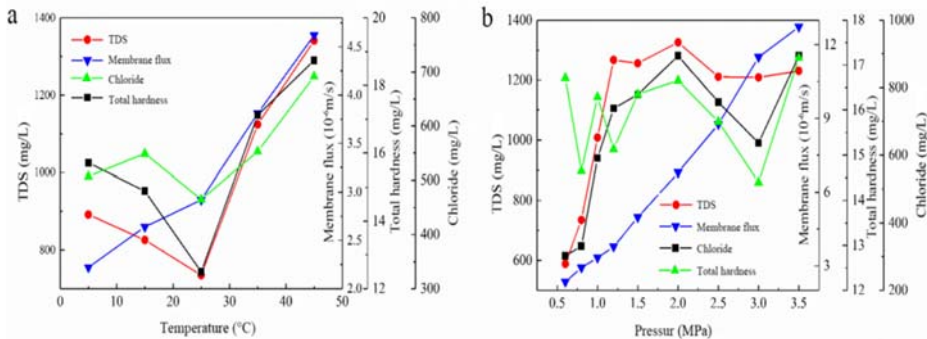 a
1400
1200
1000
800
TDS (mg/L)
0 5 10 15 20 25 30 35 40 45 50
Temperature (°C)
TDS
Membrane flux
Chloride
Total hardness
4.5
4.0
3.0
2.5
2.0
Membrane flux (10⁻⁶m/s)
20
18
16
14
12
Total hardness (mg/L)
800
700
600
500
400
300
Chloride (mg/L)
b
1400
1200
1000
800
600
TDS (mg/L)
0.5 1.0 1.5 2.0 2.5 3.0 3.5
Pressur (MPa)
TDS
Membrane flux
Chloride
Total hardness
12
9
6
3
Membrane flux (10⁻⁶m/s)
18
17
16
15
14
13
12
Total hardness (mg/L)
1000
800
600
400
200
Chloride (mg/L)